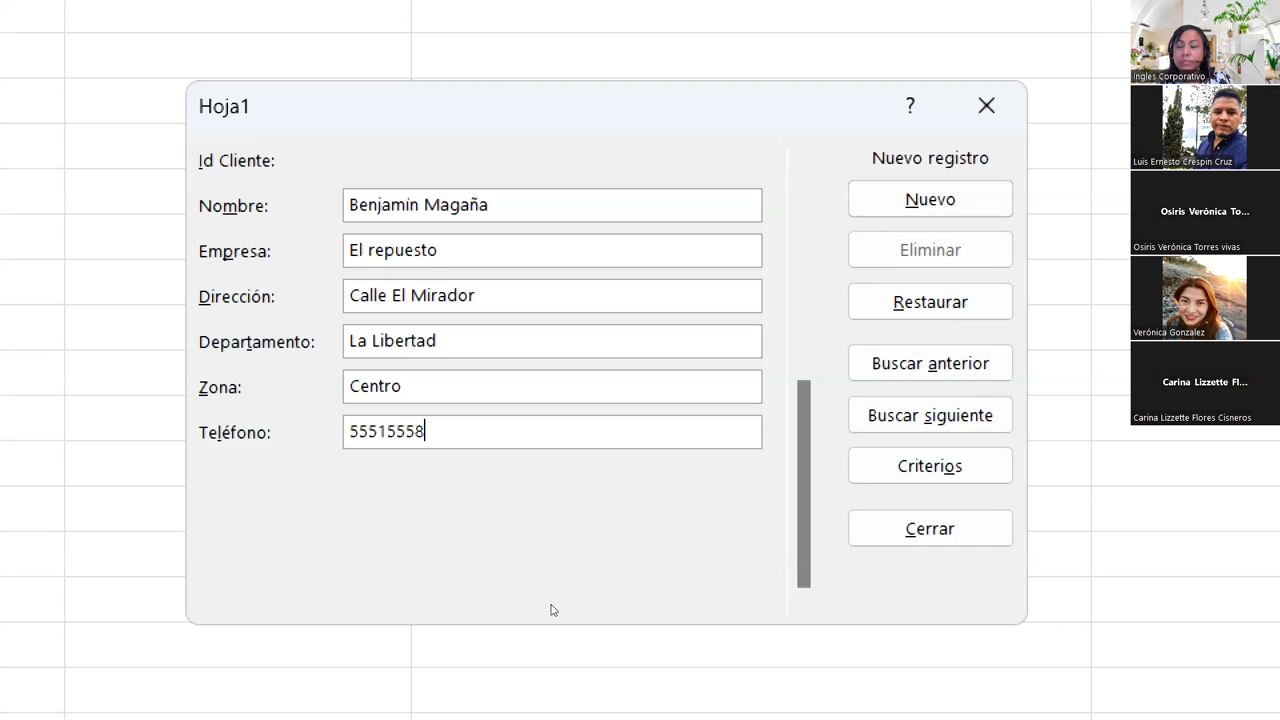 Hoja1
?
Id Cliente:
Nombre: Benjamín Magaña
Empresa: El repuesto
Dirección: Calle El Mirador
Departamento: La Libertad
Zona: Centro
Teléfono: 55515558
Nuevo registro
Nuevo
Eliminar
Restaurar
Buscar anterior
Buscar siguiente
Criterios
Cerrar
Ingles Corporativo
Luis Ernesto Crespin Cruz
Osiris Verónica To...
Osiris Verónica Torres vivas
Verónica Gonzalez
Carina Lizzette Fl...
Carina Lizzette Flores Cisneros